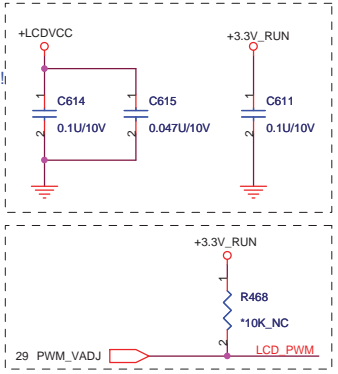 +LCDVCC
+3.3V_RUN
!
1 C614 1 C615 1 C611
2 0.1U/10V 2 0.047U/10V 2 0.1U/10V
+3.3V_RUN
1
R468
*10K_NC
2
29 PWM_VADJ LCD_PWM